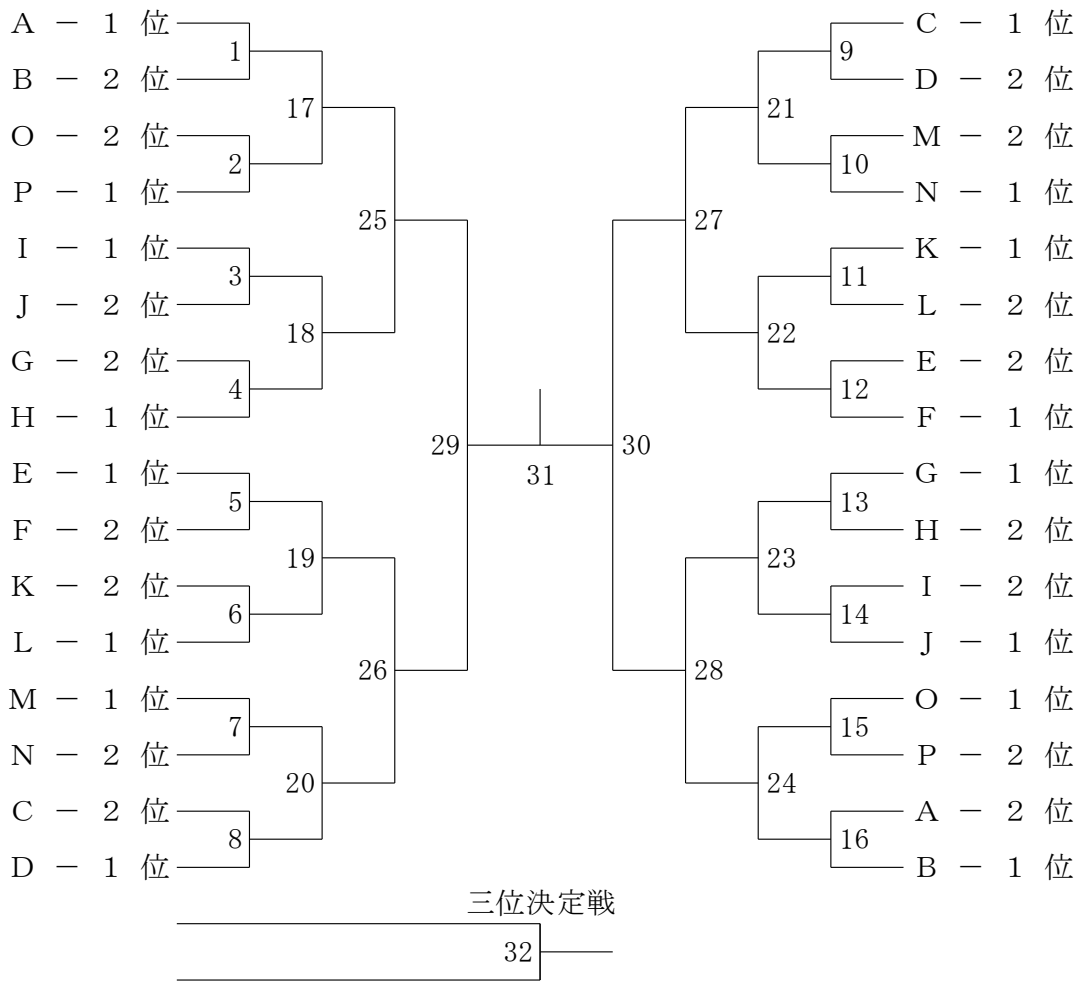 A － 1 位
1
B － 2 位
17
O － 2 位
2
P － 1 位
25
I － 1 位
3
J － 2 位
18
G － 2 位
4
H － 1 位
29
E － 1 位
5
F － 2 位
19
K － 2 位
6
L － 1 位
26
M － 1 位
7
N － 2 位
20
C － 2 位
8
D － 1 位
31
C － 1 位
9
D － 2 位
21
M － 2 位
10
N － 1 位
27
K － 1 位
11
L － 2 位
22
E － 2 位
12
F － 1 位
30
G － 1 位
13
H － 2 位
23
I － 2 位
14
J － 1 位
28
O － 1 位
15
P － 2 位
24
A － 2 位
16
B － 1 位
三位決定戦
32